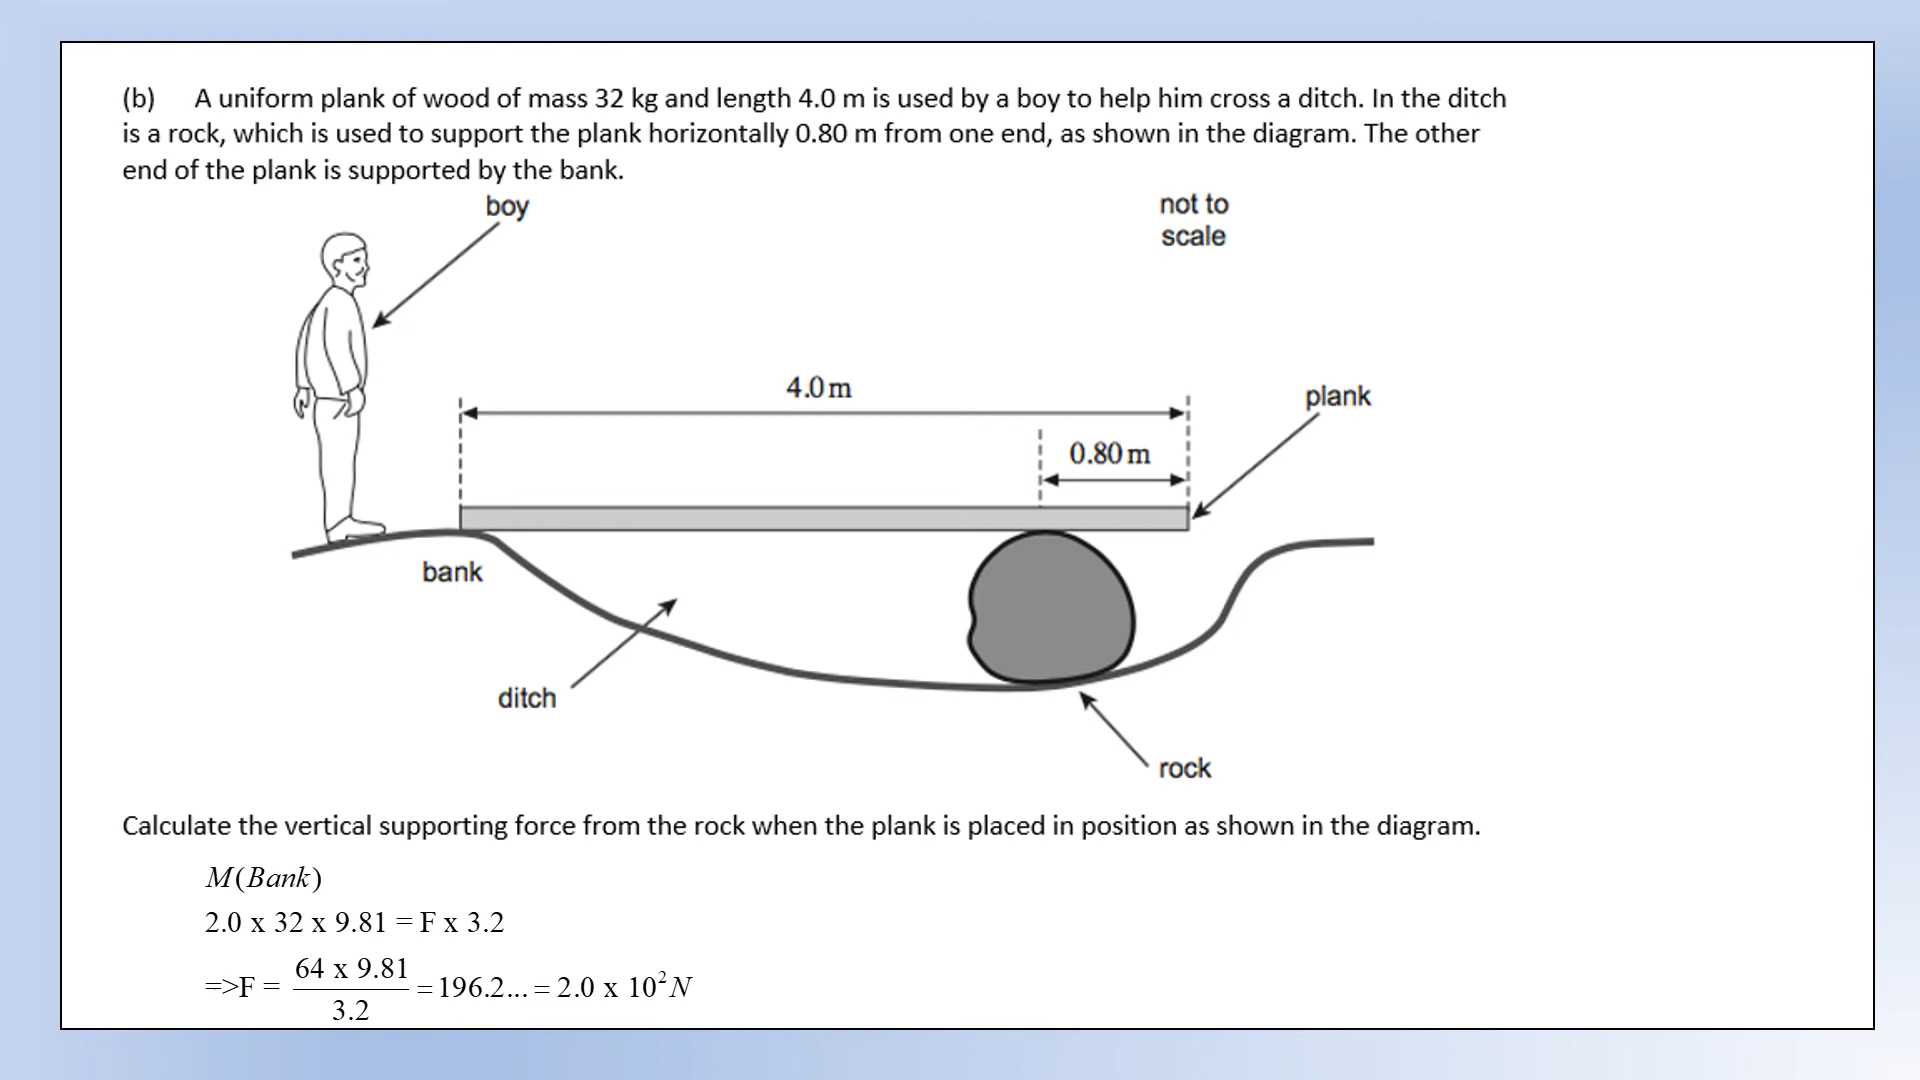 (b) A uniform plank of wood of mass 32 kg and length 4.0 m is used by a boy to help him cross a ditch. In the ditch
is a rock, which is used to support the plank horizontally 0.80 m from one end, as shown in the diagram. The other
end of the plank is supported by the bank.
boy
not to
scale
4.0 m
plank
0.80 m
bank
ditch
rock
Calculate the vertical supporting force from the rock when the plank is placed in position as shown in the diagram.
M(Bank)
2.0 x 32 x 9.81 = F x 3.2
=>F = \frac{64 x 9.81}{3.2} = 196.2... = 2.0 x 10² N